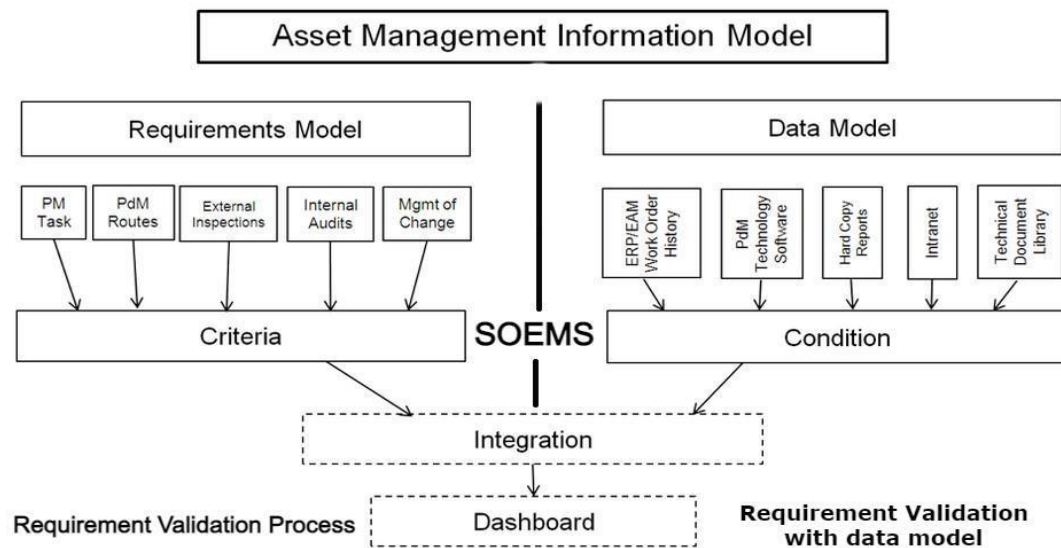 Asset Management Information Model
Requirements Model
Data Model
PM
Task
PdM
Routes
External
Inspections
Internal
Audits
Mgmt of
Change
ERP/EAM
Work Order
History
PdM
Technology
Software
Hard Copy
Reports
Intranet
Technical
Document
Library
Criteria
SOEMS
Condition
Integration
Dashboard
Requirement Validation Process
Requirement Validation
with data model